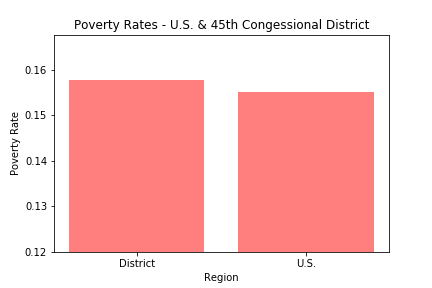 Poverty Rates - U.S. & 45th Congessional District
0.16
0.15
0.14
0.13
0.12
Poverty Rate
District
U.S.
Region